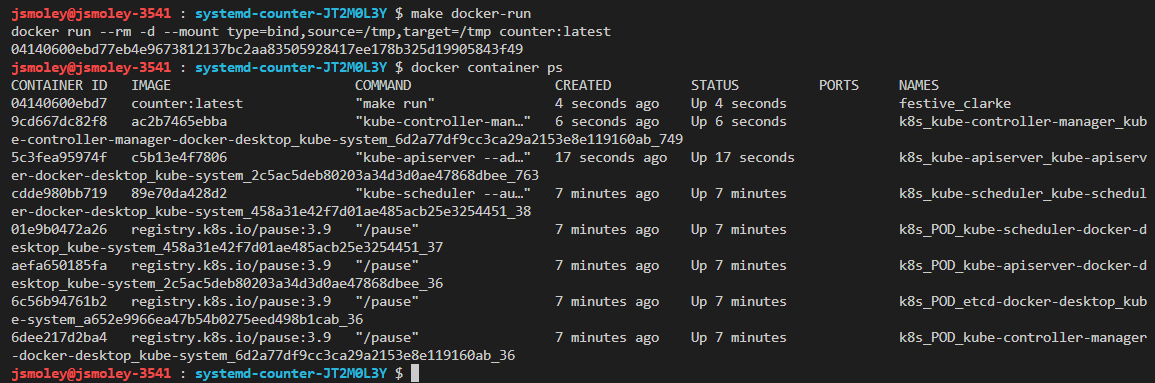 jsmoley@jsmoley-3541 : systemd-counter-JT2M0L3Y $ make docker-run
docker run --rm -d --mount type=bind,source=/tmp,target=/tmp counter:latest
04140600ebd77eb4e9673812137bc2aa83505928417ee178b325d19905843f49
jsmoley@jsmoley-3541 : systemd-counter-JT2M0L3Y $ docker container ps
CONTAINER ID   IMAGE                       COMMAND                  CREATED          STATUS          PORTS     NAMES
04140600ebd7   counter:latest              "make run"               4 seconds ago    Up 4 seconds              festive_clarke
9cd667dc82f8   ac2b7465ebba                "kube-controller-man…"   6 seconds ago    Up 6 seconds              k8s_kube-controller-manager_kub
e-controller-manager-docker-desktop_kube-system_6d2a77df9cc3ca29a2153e8e119160ab_749
5c3fea95974f   c5b13e4f7806                "kube-apiserver --ad…"   17 seconds ago   Up 17 seconds             k8s_kube-apiserver_kube-apiserv
er-docker-desktop_kube-system_2c5ac5deb80203a34d3d0ae47868dbee_763
cdde980bb719   89e70da428d2                "kube-scheduler --au…"   7 minutes ago    Up 7 minutes              k8s_kube-scheduler_kube-schedul
er-docker-desktop_kube-system_458a31e42f7d01ae485acb25e3254451_38
01e9b0472a26   registry.k8s.io/pause:3.9   "/pause"                 7 minutes ago    Up 7 minutes              k8s_POD_kube-scheduler-docker-d
esktop_kube-system_458a31e42f7d01ae485acb25e3254451_37
aefa650185fa   registry.k8s.io/pause:3.9   "/pause"                 7 minutes ago    Up 7 minutes              k8s_POD_kube-apiserver-docker-d
esktop_kube-system_2c5ac5deb80203a34d3d0ae47868dbee_36
6c56b94761b2   registry.k8s.io/pause:3.9   "/pause"                 7 minutes ago    Up 7 minutes              k8s_POD_etcd-docker-desktop_kub
e-system_a652e9966ea47b54b0275eed498b1cab_36
6dee217d2ba4   registry.k8s.io/pause:3.9   "/pause"                 7 minutes ago    Up 7 minutes              k8s_POD_kube-controller-manager
-docker-desktop_kube-system_6d2a77df9cc3ca29a2153e8e119160ab_36
jsmoley@jsmoley-3541 : systemd-counter-JT2M0L3Y $